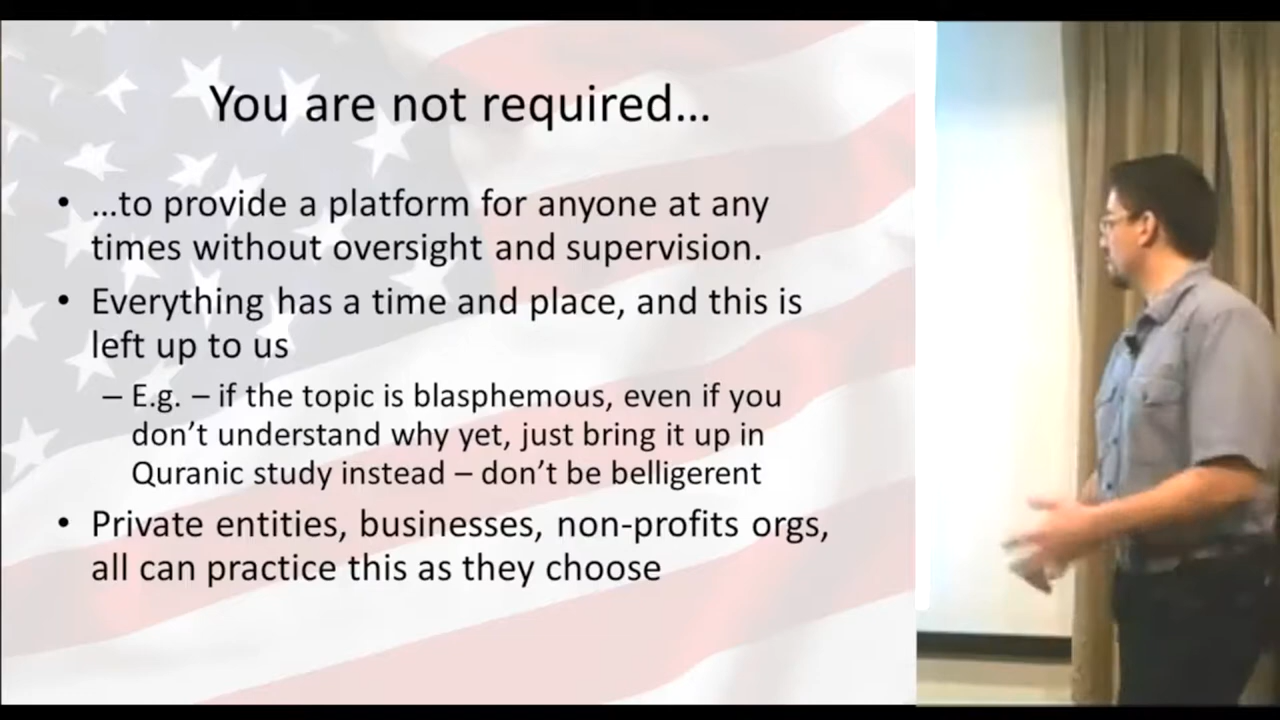 You are not required...
• ...to provide a platform for anyone at any
times without oversight and supervision.
• Everything has a time and place, and this is
left up to us
– E.g. – if the topic is blasphemous, even if you
don't understand why yet, just bring it up in
Quranic study instead – don't be belligerent
• Private entities, businesses, non-profits orgs,
all can practice this as they choose